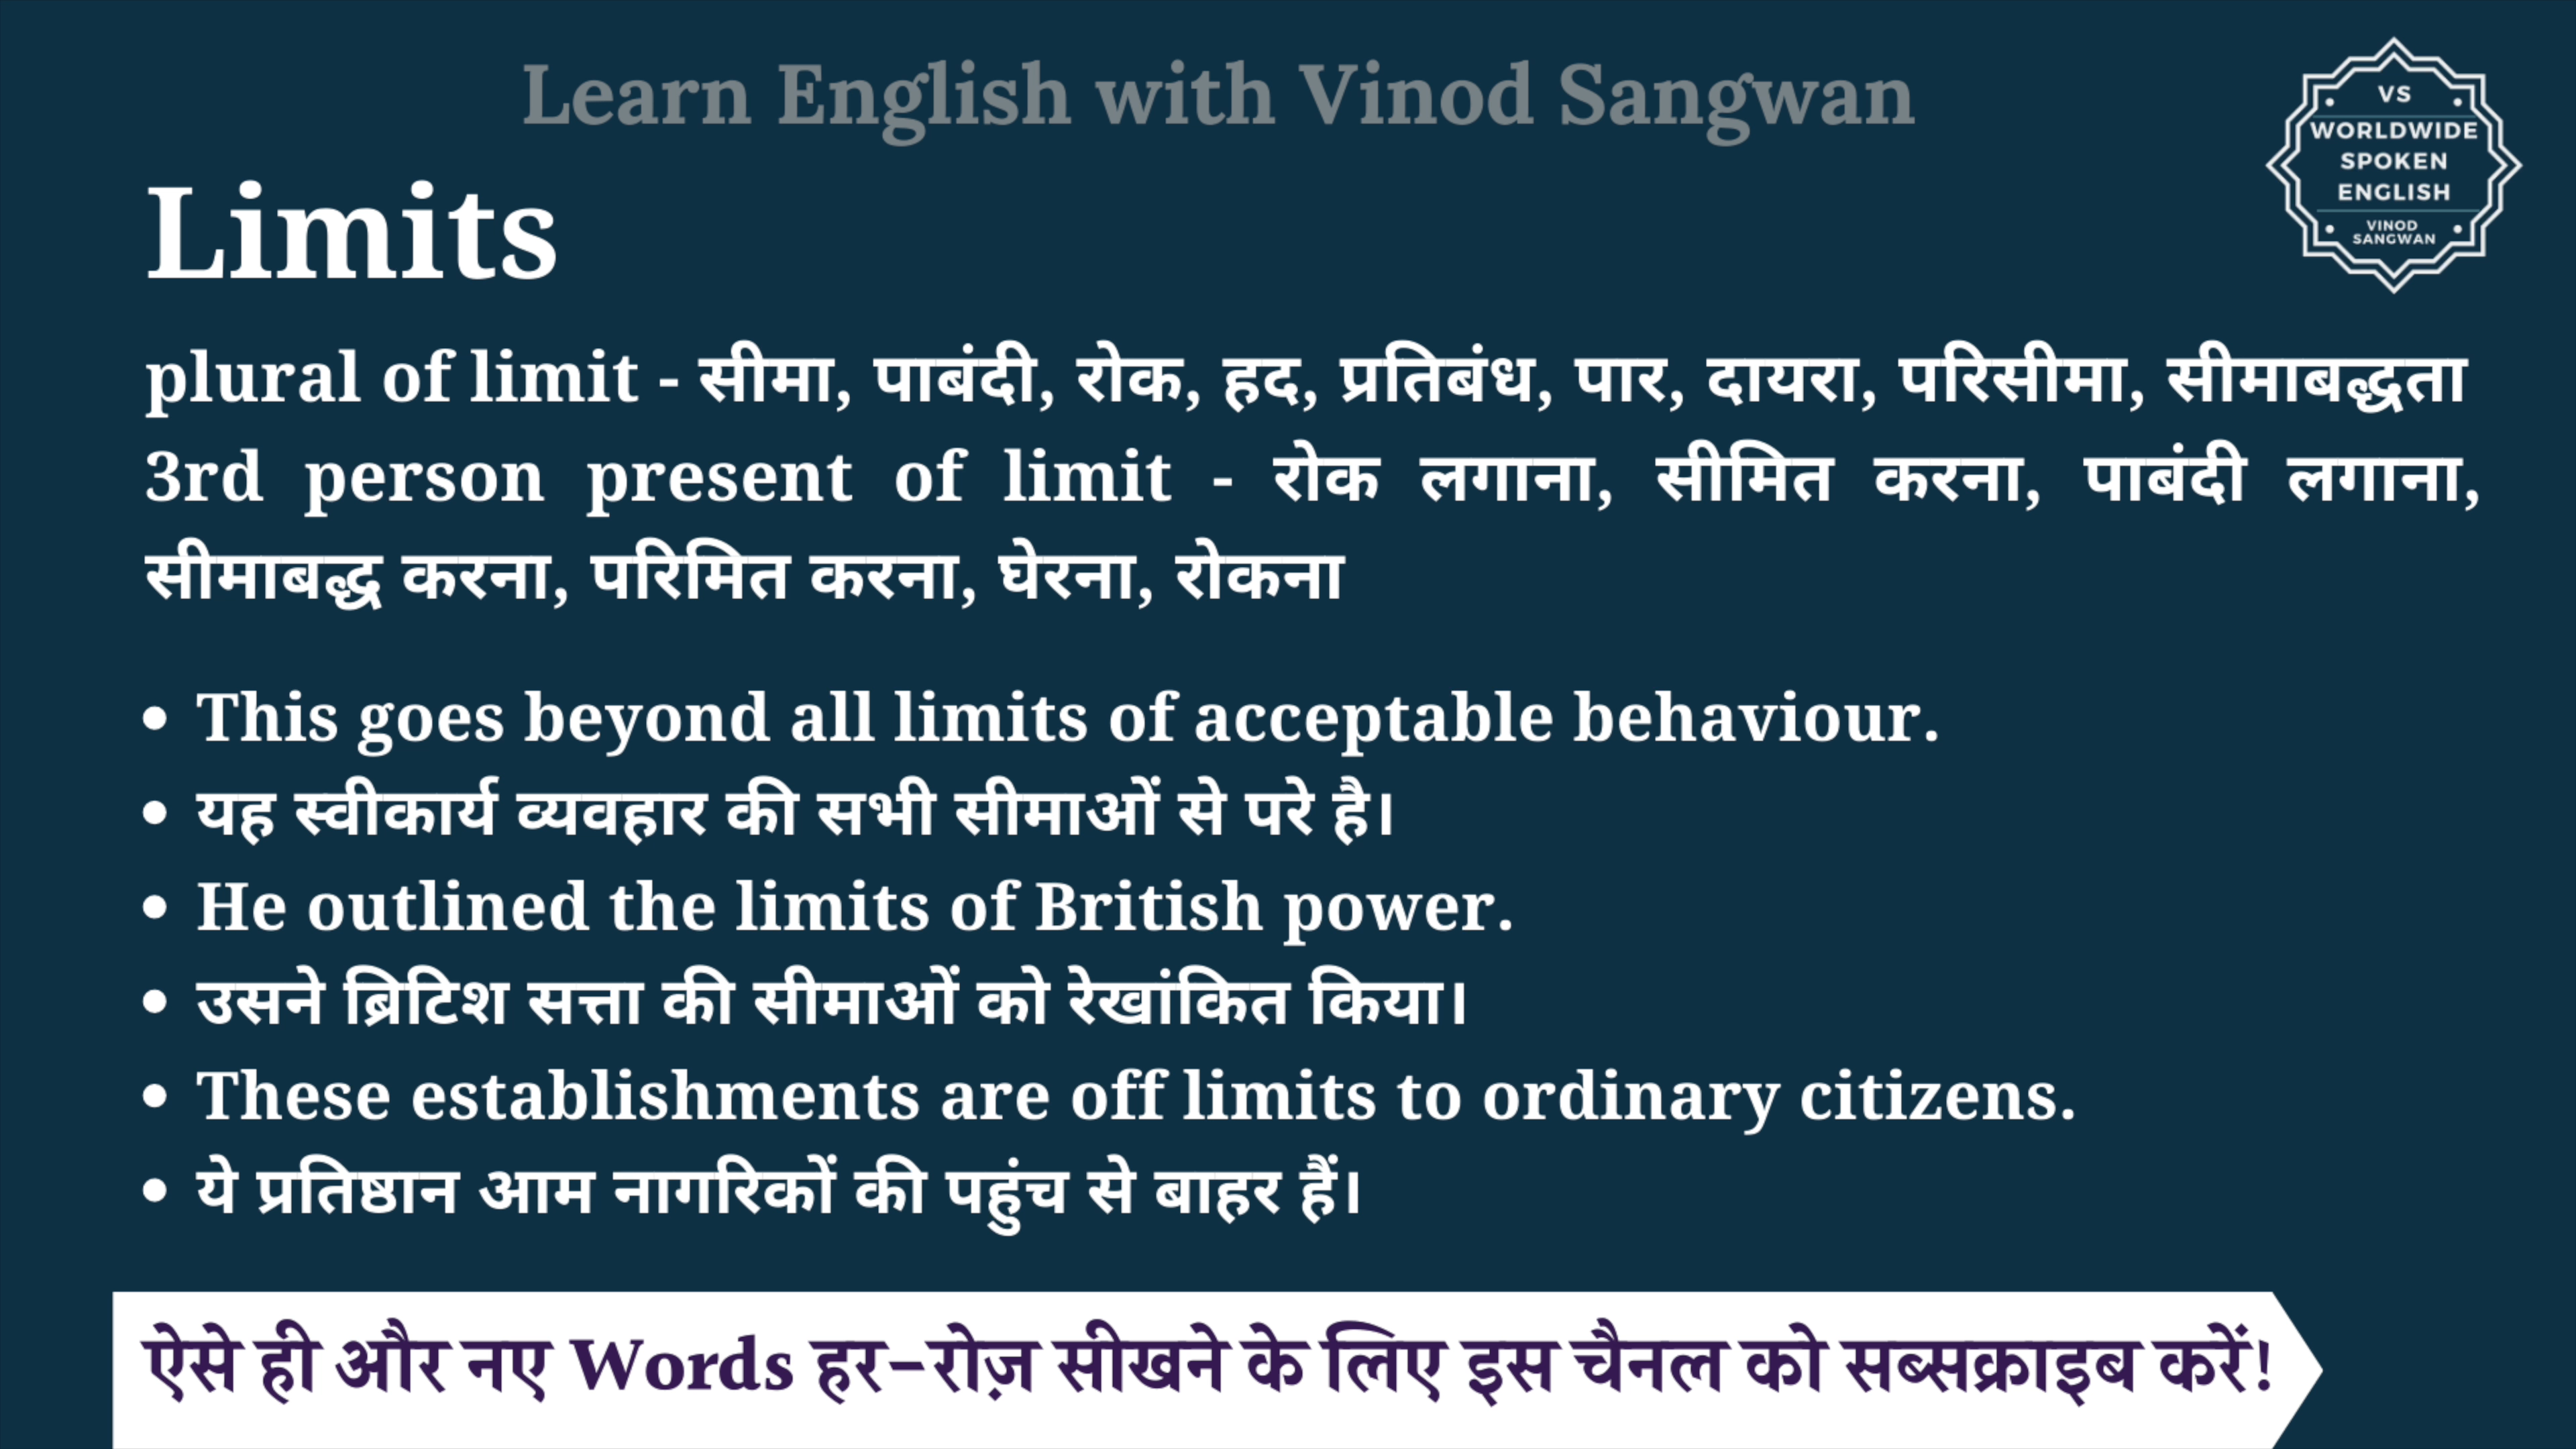 Learn English with Vinod Sangwan
VS
WORLDWIDE
SPOKEN
ENGLISH
VINOD
SANGWAN
Limits
plural of limit - सीमा, पाबंदी, रोक, हद, प्रतिबंध, पार, दायरा, परिसीमा, सीमाबद्धता
3rd person present of limit - रोक लगाना, सीमित करना, पाबंदी लगाना,
सीमाबद्ध करना, परिमित करना, घेरना, रोकना
• This goes beyond all limits of acceptable behaviour.
• यह स्वीकार्य व्यवहार की सभी सीमाओं से परे है।
• He outlined the limits of British power.
• उसने ब्रिटिश सत्ता की सीमाओं को रेखांकित किया।
• These establishments are off limits to ordinary citizens.
• ये प्रतिष्ठान आम नागरिकों की पहुंच से बाहर हैं।
ऐसे ही और नए Words हर-रोज़ सीखने के लिए इस चैनल को सब्सक्राइब करें!